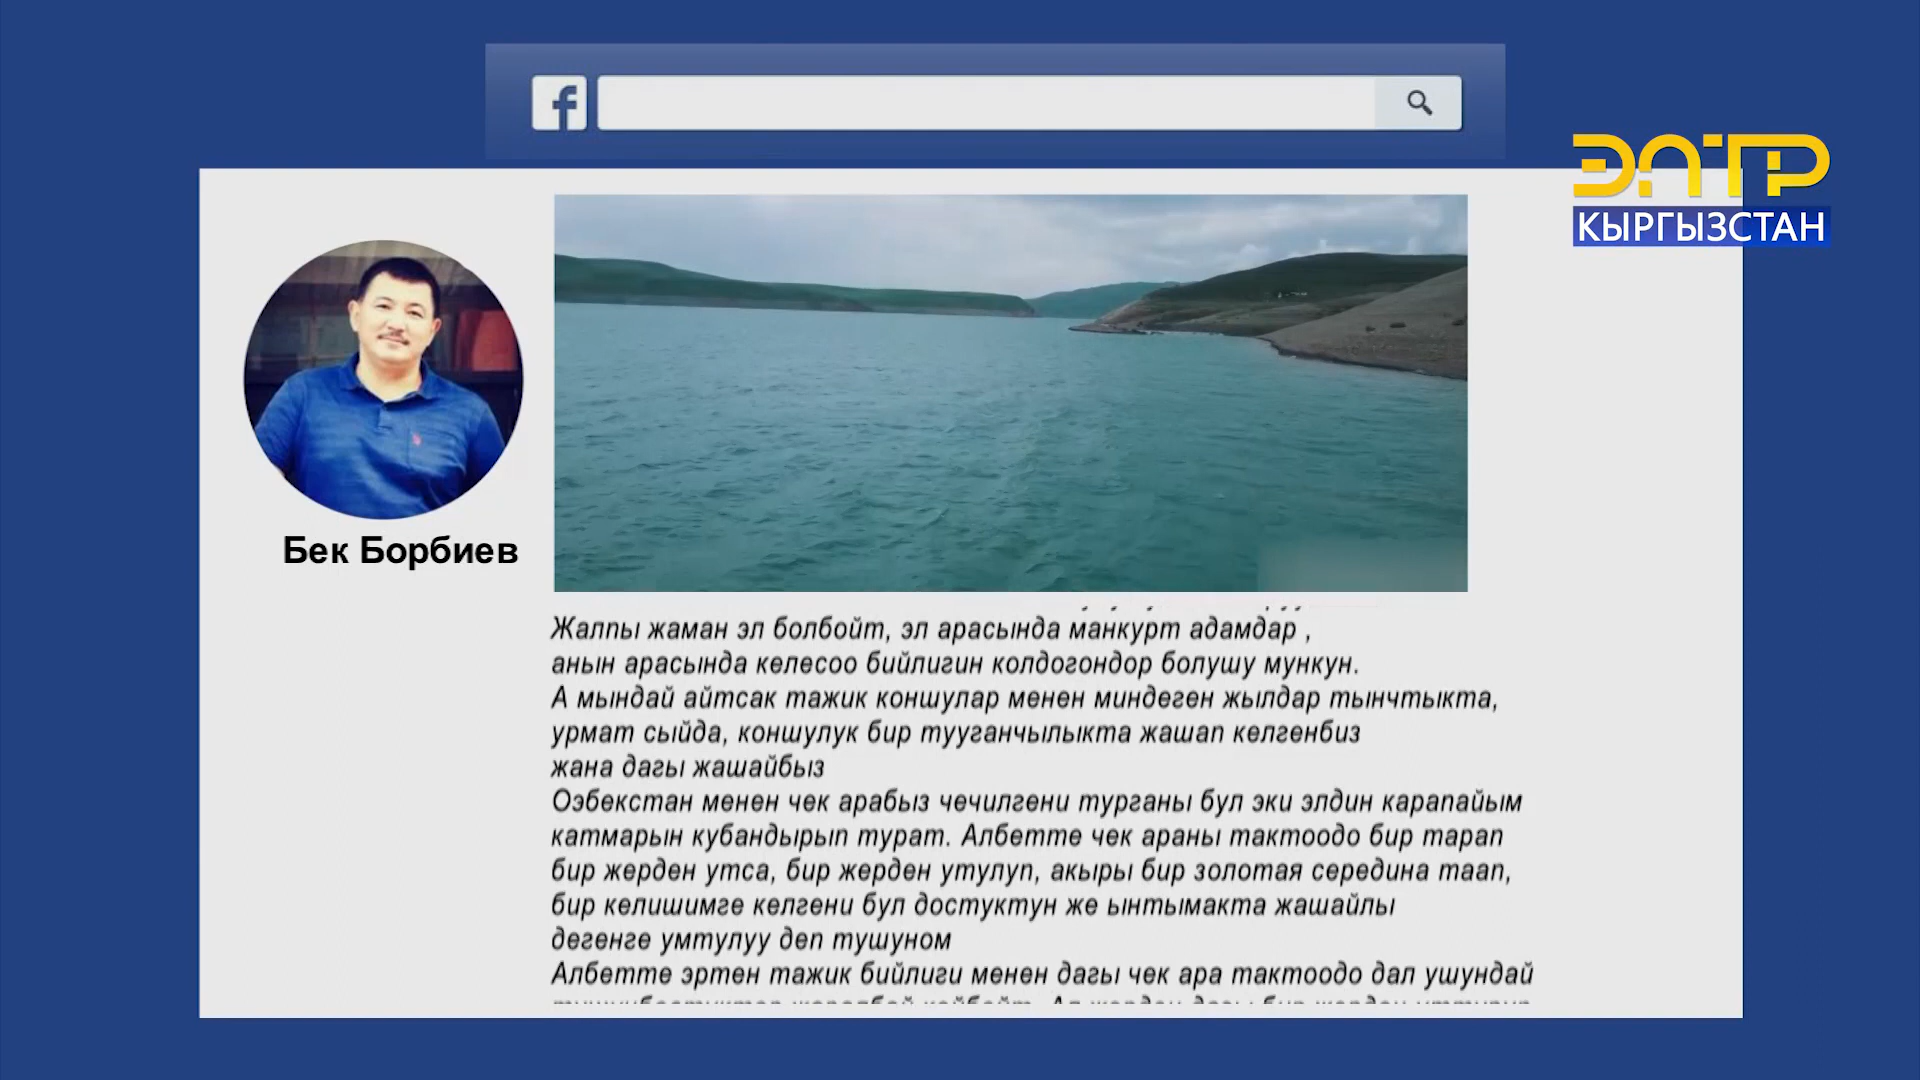 f
ЭЛТР
КЫРГЫЗСТАН
Бек Борбиев
Жалпы жаман эл болбойт, эл арасында манкурт адамдар ,
анын арасында келесоо бийлигин колдогондор болушу мункун.
А мындай айтсак тажик коншулар менен миндеген жылдар тынчтыкта,
урмат сыйда, коншулук бир тууганчылыкта жашап келгенбиз
жана дагы жашайбыз
Озбекстан менен чек арабыз чечилгени турганы бул эки элдин карапайым
катмарын кубандырып турат. Албетте чек араны тактоодо бир тарап
бир жерден утса, бир жерден утулуп, акыры бир золотая середина таап,
бир келишимге келгени бул достуктун же ынтымакта жашайлы
дегенге умтулуу деп тушуном
Албетте эртен тажик бийлиги менен дагы чек ара тактоодо дал ушундай